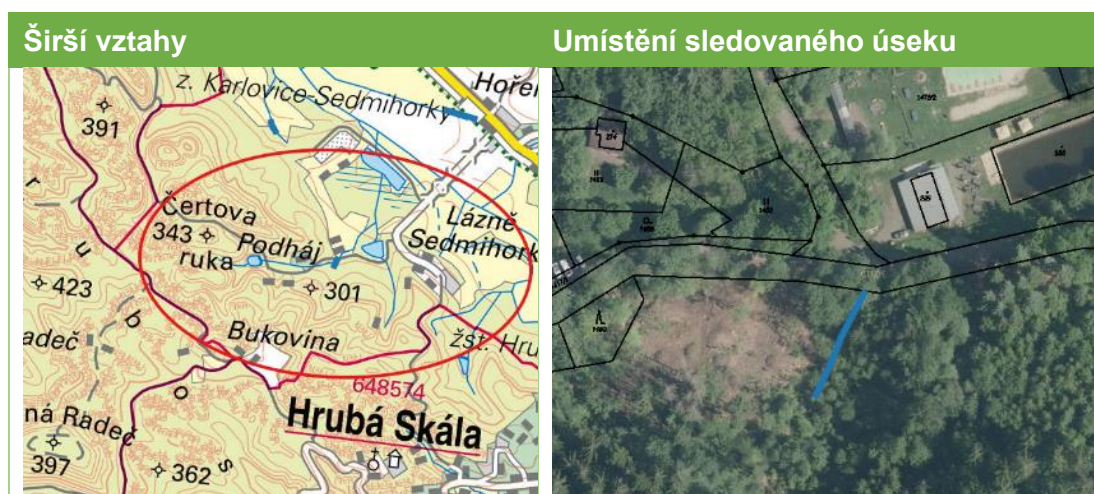 Širší vztahy
Umístění sledovaného úseku
z. Karlovice-Sedmihorky
Hořen
391
Čertova
343
ruka
Podháj
Lázně
Sedmihork
301
423
r u b o s
adeč
Bukovina
žst. Hru
648574
ná Radeč
Hrubá Skála
397
362